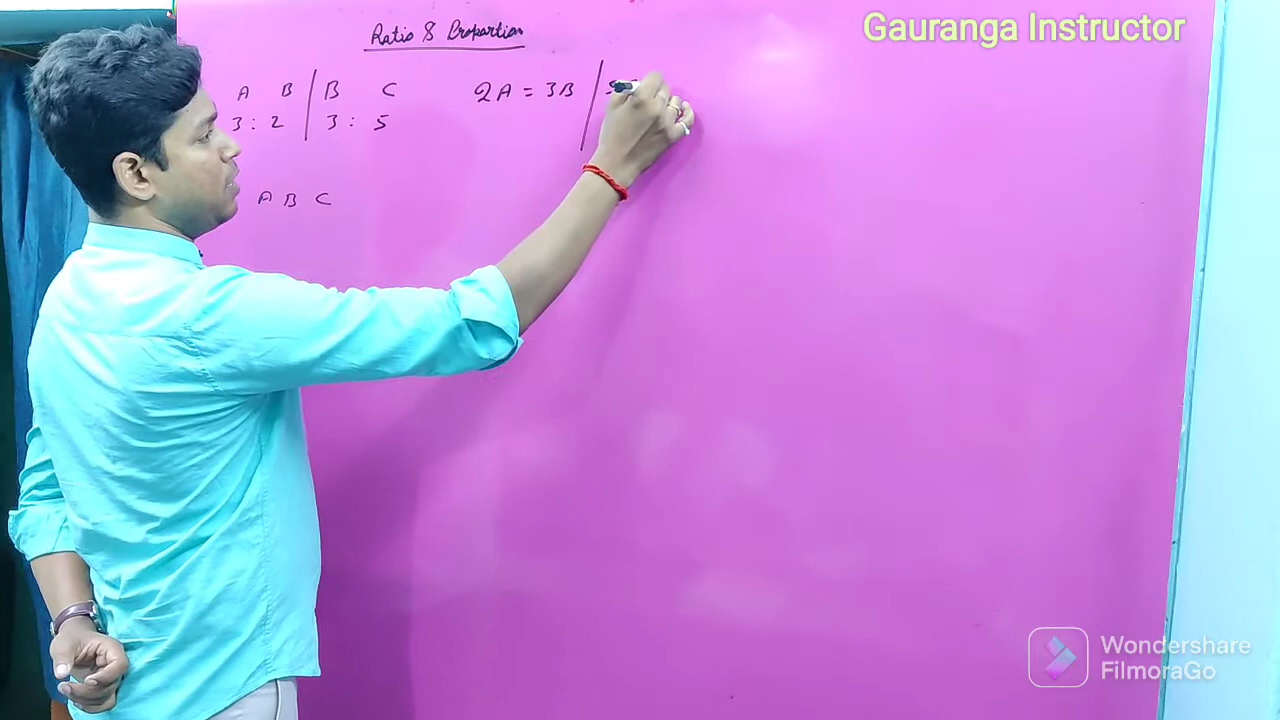 Gauranga Instructor
Ratio & Proportion
A B | B C 2A = 3B |
3 : 2 | 3 : 5
A B C
Wondershare
FilmoraGo